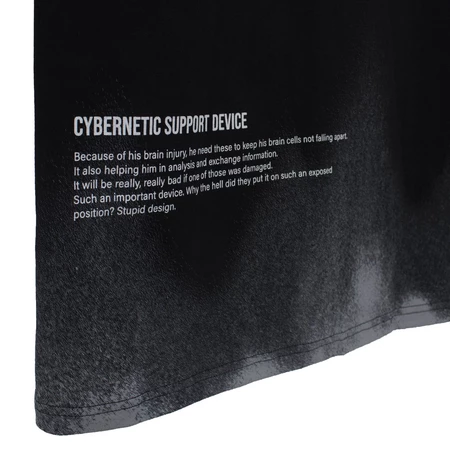 CYBERNETIC SUPPORT DEVICE
Because of his brain injury, he need these to keep his brain cells not falling apart.
It also helping him in analysis and exchange information.
It will be really, really bad if one of those was damaged.
Such an important device. Why the hell did they put it on such an exposed
position? Stupid design.